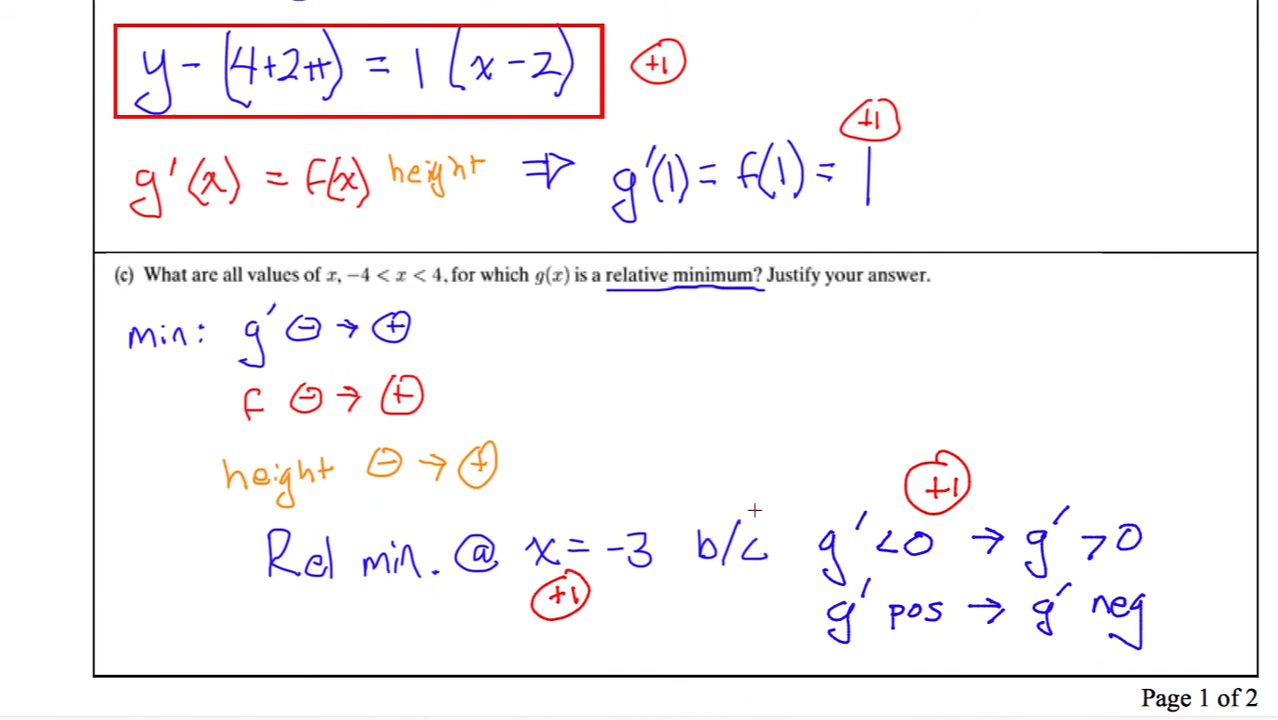 y - (4+2π) = 1 (x - 2) +1
+1
g'(x) = f(x) height ⇒ g'(1) = f(1) = 1
(c) What are all values of x, −4 < x < 4, for which g(x) is a relative minimum? Justify your answer.
min: g' ⊖ → ⊕
f ⊖ → ⊕
height ⊖ → ⊕
+1
Rel min. @ x = -3 b/c g' < 0 → g' > 0
+1 g' pos → g' neg
Page 1 of 2